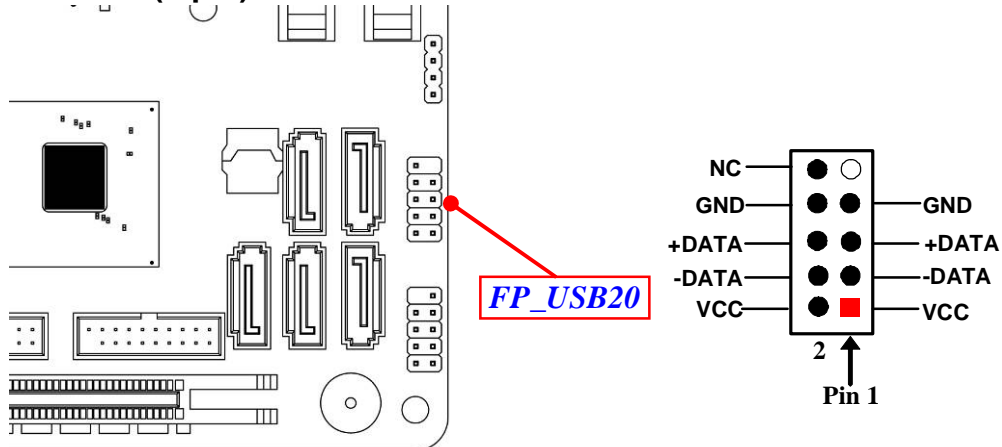 NC
GND GND
+DATA +DATA
-DATA -DATA
FP_USB20
VCC VCC
2
Pin 1